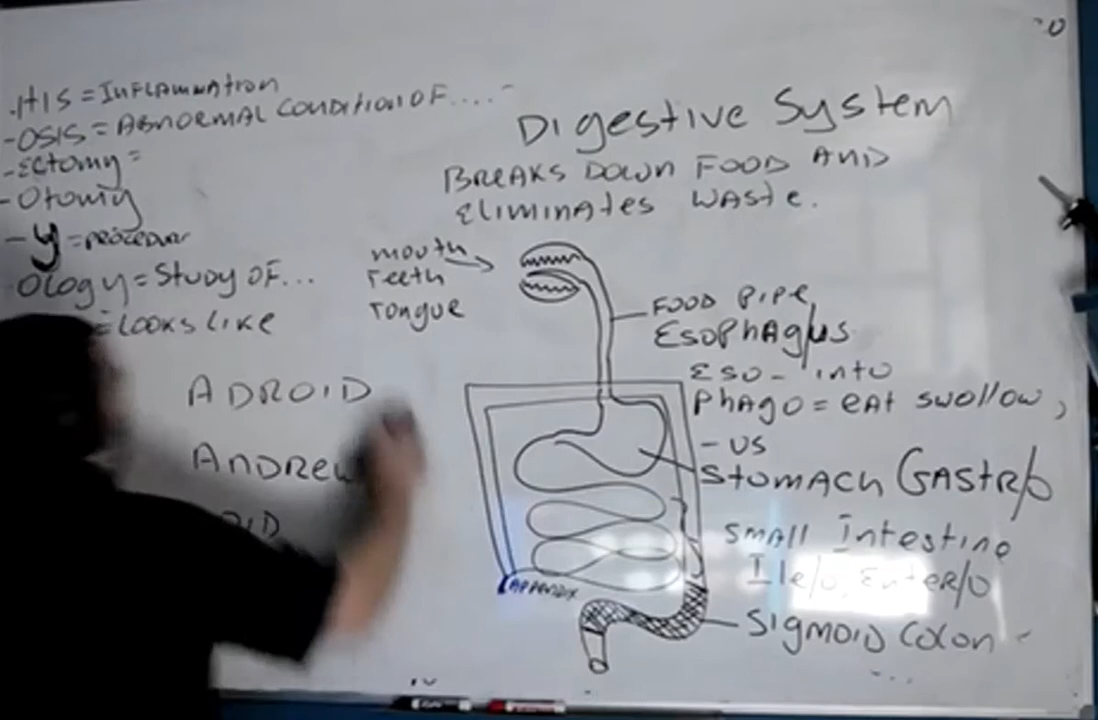 -ITIS = INFLAMMATION
-OSIS = ABNORMAL CONDITION OF....
-ECTOMY =
-OTOMY
-Y = procedure
OLOGY = STUDY OF...
= LOOKS LIKE
ADROID
ANDREW
OID
DIGESTIVE SYSTEM
BREAKS DOWN FOOD AND
ELIMINATES WASTE.
MOUTH
TEETH
TONGUE
FOOD PIPE,
ESOPHAGUS
ESO- INTO
PHAGO = EAT SWOLLOW,
-US
STOMACH GASTR/O
SMALL INTESTINE
ILE/O, ENTER/O
APPENDIX
SIGMOID COLON -